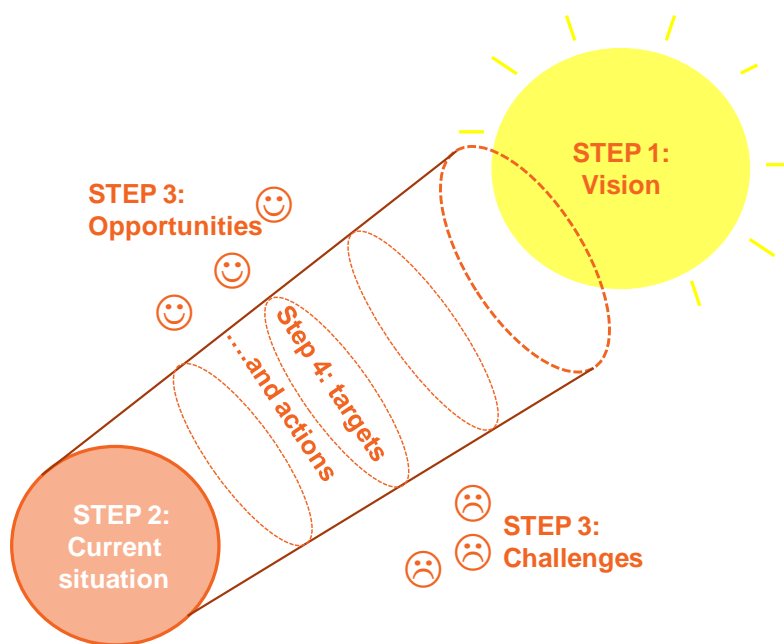 STEP 1:
Vision
STEP 3:
Opportunities
Step 4: targets
....and actions
STEP 2:
Current
situation
STEP 3:
Challenges